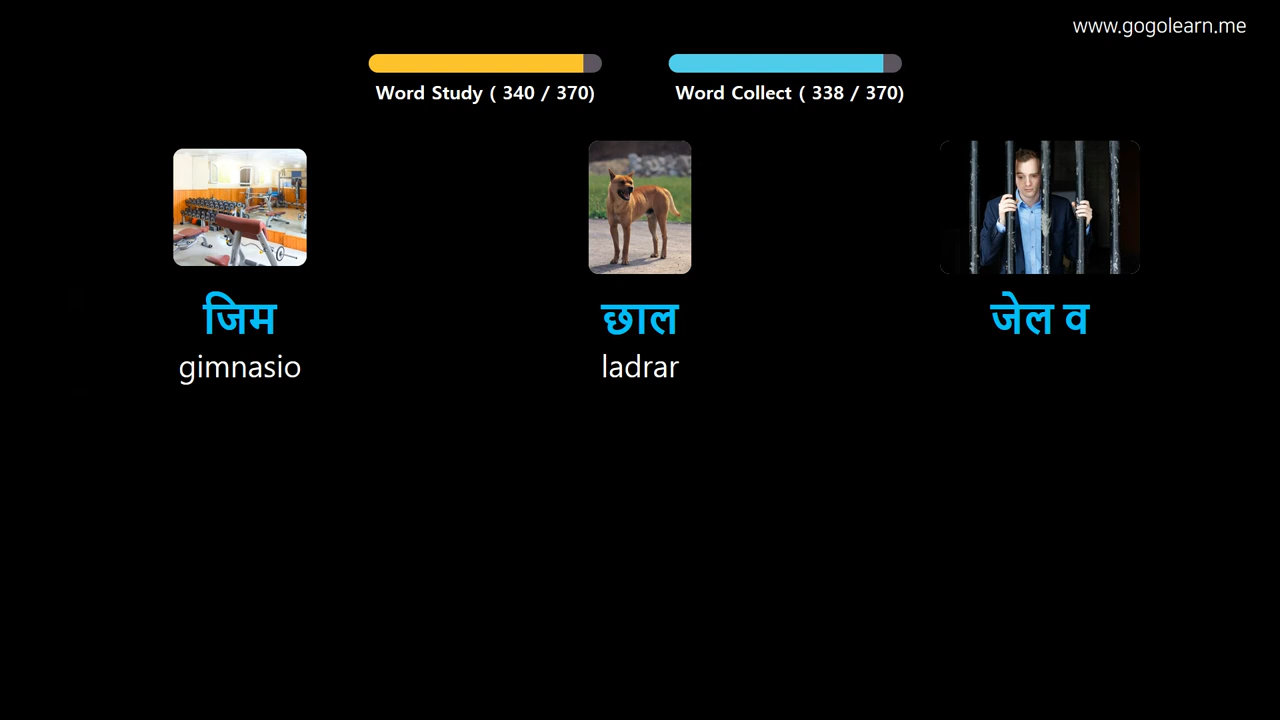 www.gogolearn.me
Word Study ( 340 / 370)
Word Collect ( 338 / 370)
जिम
छाल
जेल व
gimnasio
ladrar